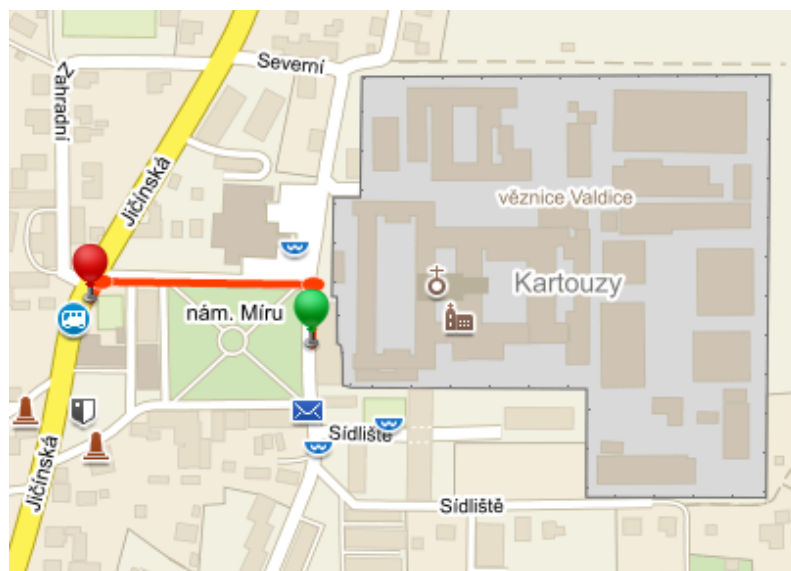 Severní
Zahradní
Jičínská
věznice Valdice
Kartouzy
nám. Míru
Sídliště
Jičínská
Sídliště